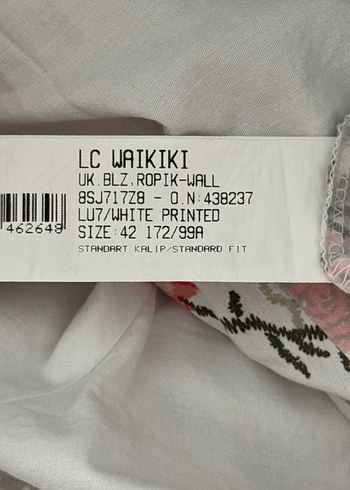 LC WAIKIKI
UK.BLZ.ROPIK-WALL
8SJ717Z8 - O.N:438237
LU7/WHITE PRINTED
SIZE:42 172/99A
STANDART KALIP/STANDARD FIT
462648